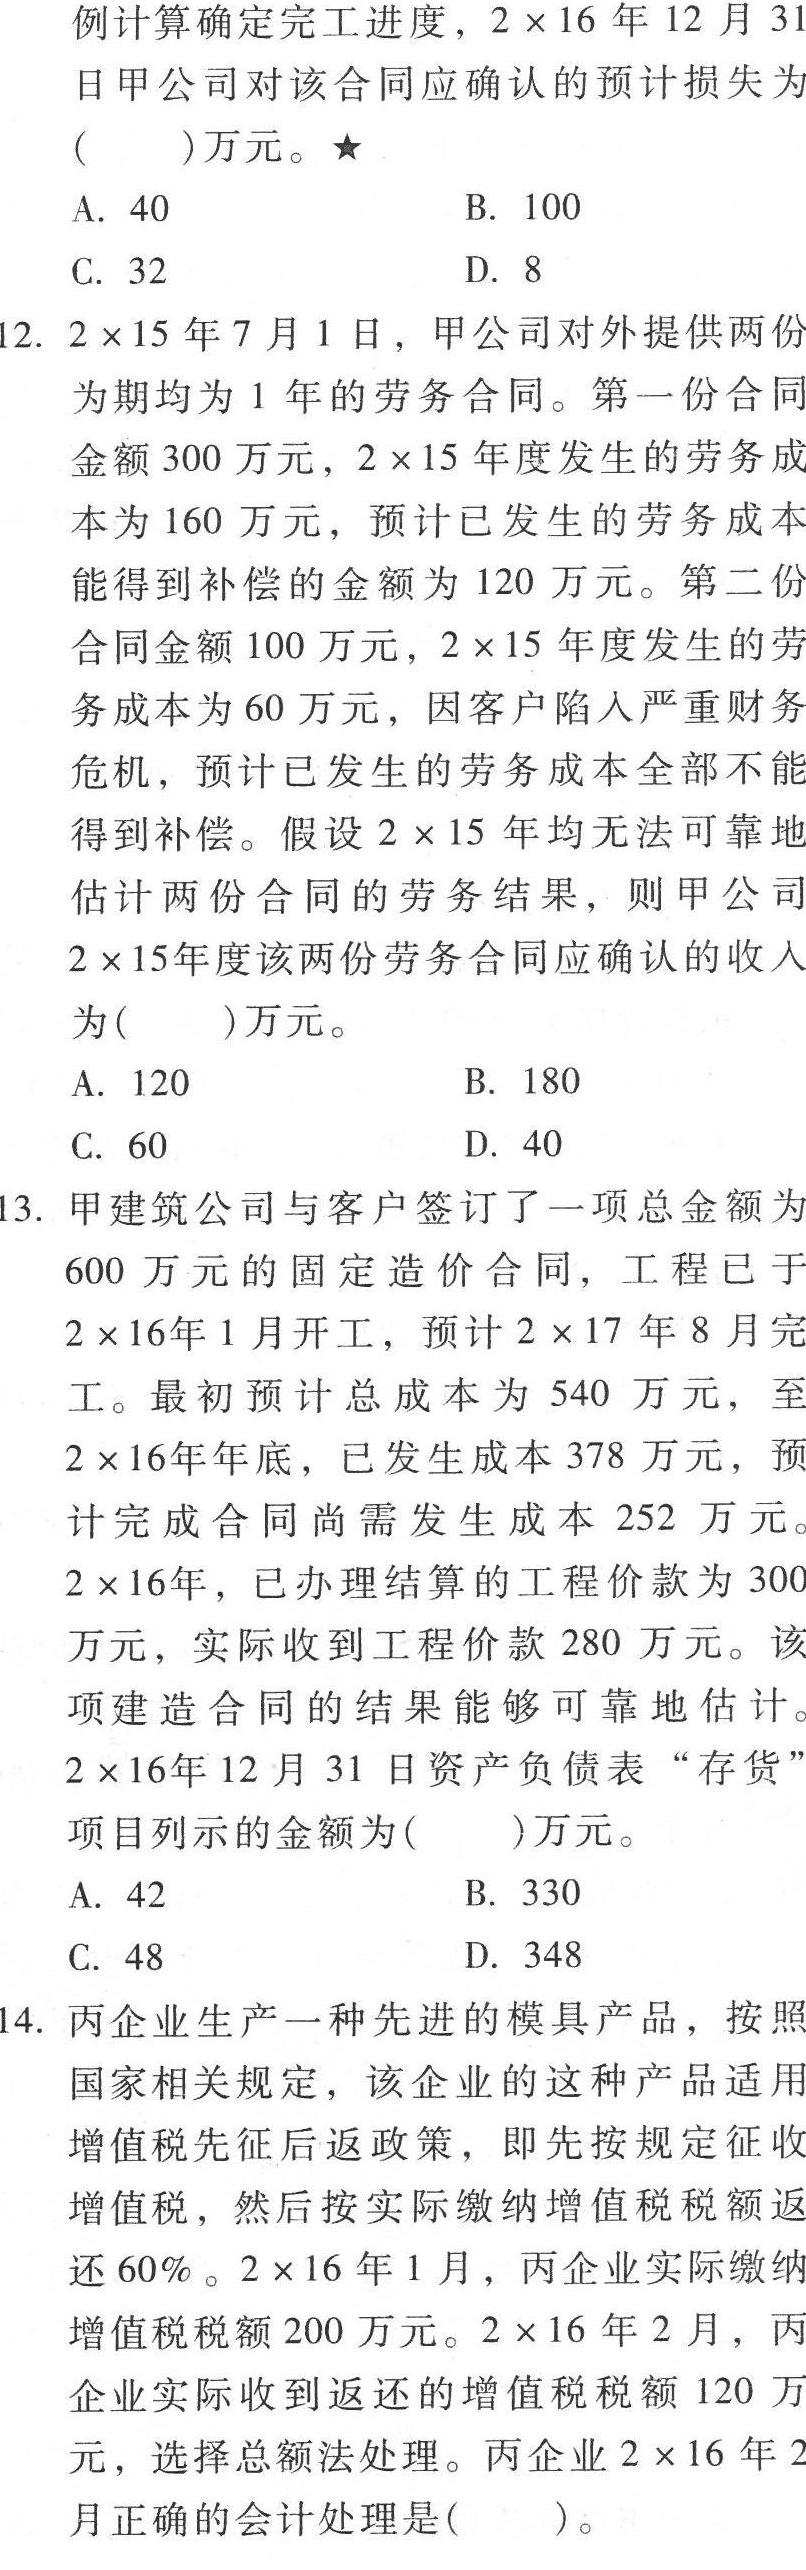 例计算确定完工进度，2×16 年 12 月 31
日甲公司对该合同应确认的预计损失为
(　　)万元。★
A. 40　　B. 100
C. 32　　D. 8
12. 2×15 年 7 月 1 日，甲公司对外提供两份
为期均为 1 年的劳务合同。第一份合同
金额 300 万元，2×15 年度发生的劳务成
本为 160 万元，预计已发生的劳务成本
能得到补偿的金额为 120 万元。第二份
合同金额 100 万元，2×15 年度发生的劳
务成本为 60 万元，因客户陷入严重财务
危机，预计已发生的劳务成本全部不能
得到补偿。假设 2×15 年均无法可靠地
估计两份合同的劳务结果，则甲公司
2×15年度该两份劳务合同应确认的收入
为(　　)万元。
A. 120　　B. 180
C. 60　　D. 40
13. 甲建筑公司与客户签订了一项总金额为
600 万元的固定造价合同，工程已于
2×16年 1 月开工，预计 2×17 年 8 月完
工。最初预计总成本为 540 万元，至
2×16年年底，已发生成本 378 万元，预
计完成合同尚需发生成本 252 万元。
2×16年，已办理结算的工程价款为 300
万元，实际收到工程价款 280 万元。该
项建造合同的结果能够可靠地估计。
2×16年 12 月 31 日资产负债表“存货”
项目列示的金额为(　　)万元。
A. 42　　B. 330
C. 48　　D. 348
14. 丙企业生产一种先进的模具产品，按照
国家相关规定，该企业的这种产品适用
增值税先征后返政策，即先按规定征收
增值税，然后按实际缴纳增值税税额返
还 60%。2×16 年 1 月，丙企业实际缴纳
增值税税额 200 万元。2×16 年 2 月，丙
企业实际收到返还的增值税税额 120 万
元，选择总额法处理。丙企业 2×16 年 2
月正确的会计处理是(　　)。